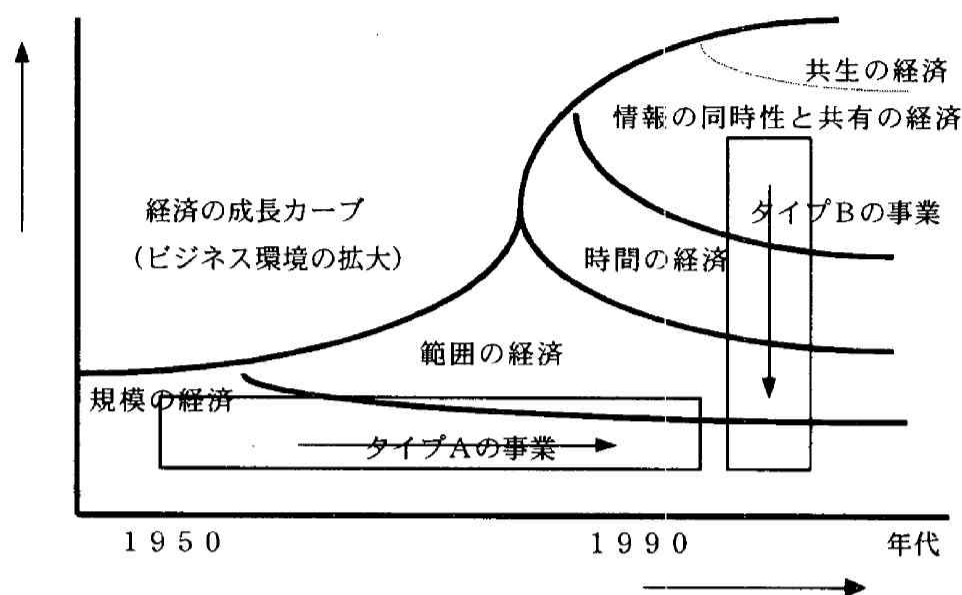 共生の経済
情報の同時性と共有の経済
経済の成長カーブ
（ビジネス環境の拡大）
タイプＢの事業
時間の経済
範囲の経済
規模の経済
タイプＡの事業
１９５０
１９９０
年代